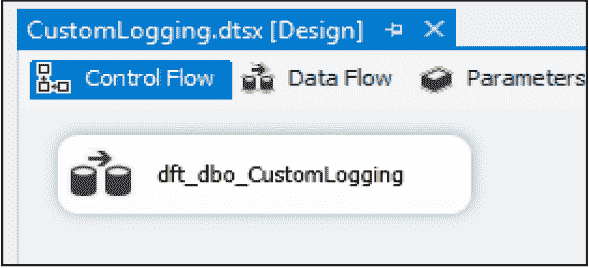 CustomLogging.dtsx [Design]
Control Flow Data Flow Parameters
dft_dbo_CustomLogging